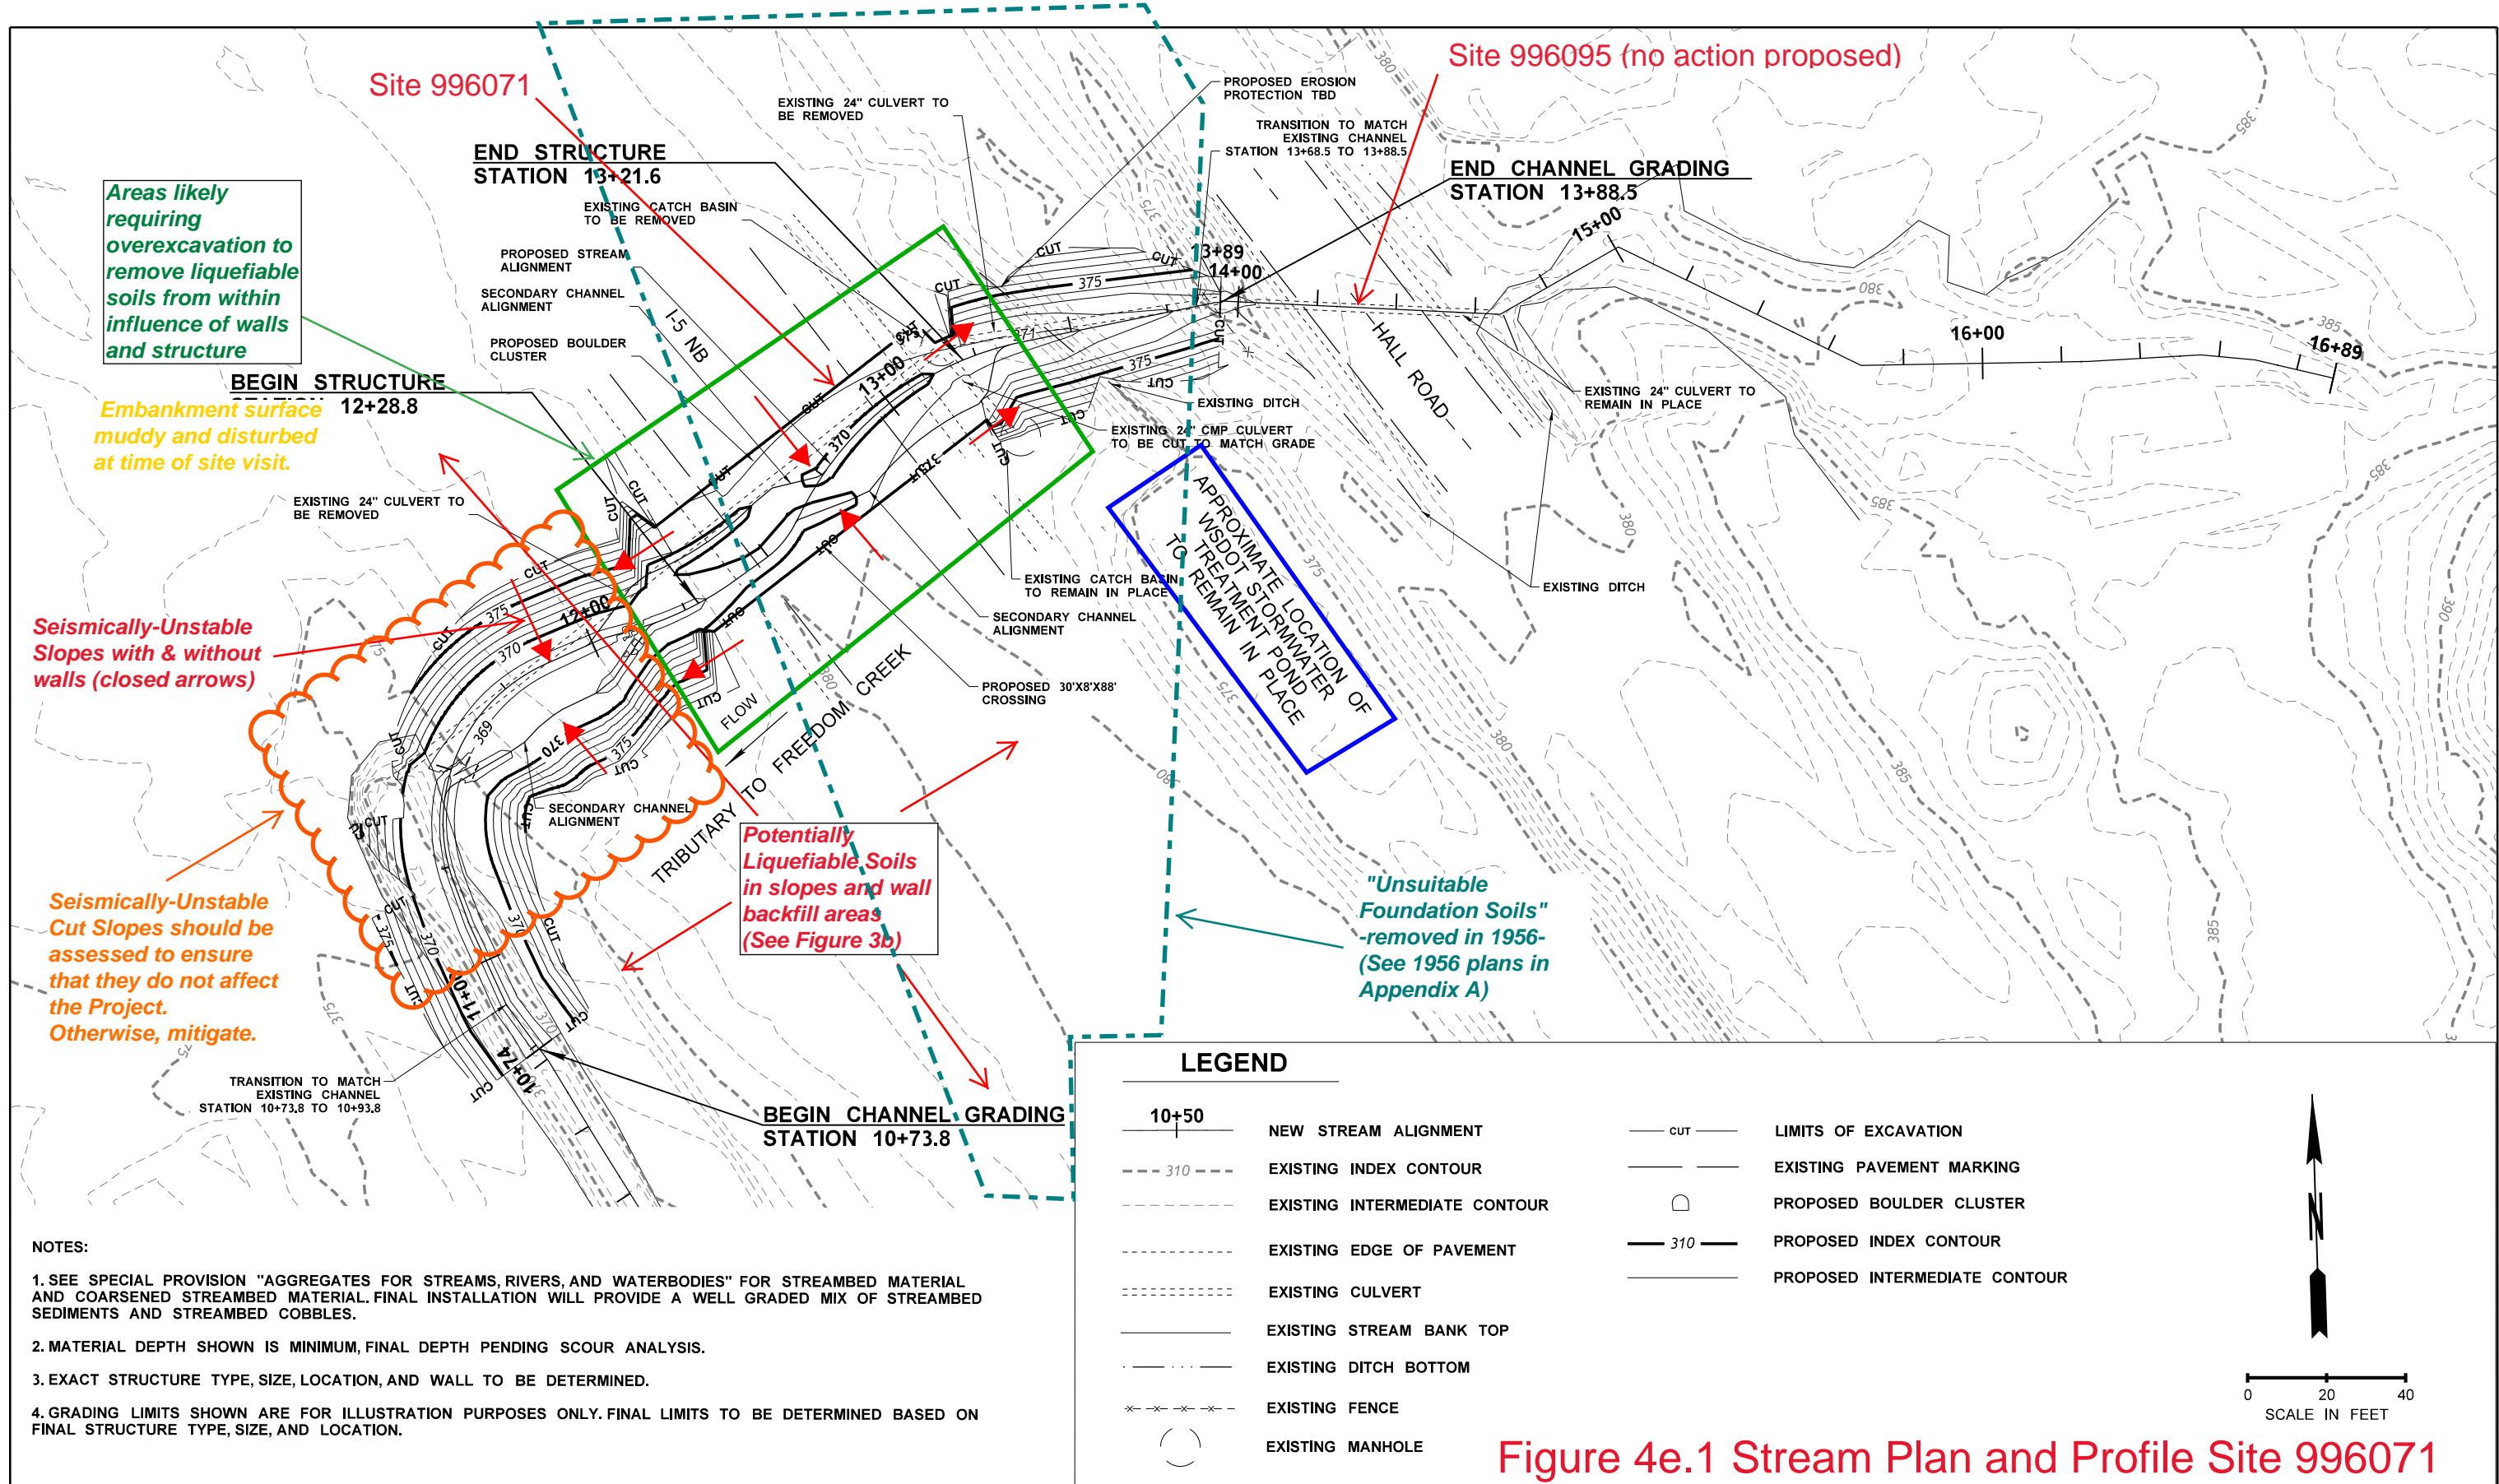 Site 996071
Site 996095 (no action proposed)
PROPOSED EROSION
PROTECTION TBD
EXISTING 24" CULVERT TO
BE REMOVED
TRANSITION TO MATCH
EXISTING CHANNEL
STATION 13+68.5 TO 13+88.5
END STRUCTURE
STATION 13+21.6
END CHANNEL GRADING
STATION 13+88.5
Areas likely
requiring
overexcavation to
remove liquefiable
soils from within
influence of walls
and structure
EXISTING CATCH BASIN
TO BE REMOVED
PROPOSED STREAM
ALIGNMENT
SECONDARY CHANNEL
ALIGNMENT
I-5 NB
PROPOSED BOULDER
CLUSTER
BEGIN STRUCTURE
STATION 12+28.8
Embankment surface
muddy and disturbed
at time of site visit.
EXISTING 24" CULVERT TO
BE REMOVED
13+89
14+00
15+00
16+00
16+89
13+00
12+00
11+00
10+74
HALL ROAD
EXISTING DITCH
EXISTING 24" CMP CULVERT
TO BE CUT TO MATCH GRADE
EXISTING 24" CULVERT TO
REMAIN IN PLACE
EXISTING DITCH
APPROXIMATE LOCATION OF
WSDOT STORMWATER
TREATMENT POND
TO REMAIN IN PLACE
EXISTING CATCH BASIN
TO REMAIN IN PLACE
SECONDARY CHANNEL
ALIGNMENT
PROPOSED 30'X8'X88'
CROSSING
Seismically-Unstable
Slopes with & without
walls (closed arrows)
FLOW
TRIBUTARY TO FREEDOM CREEK
SECONDARY CHANNEL
ALIGNMENT
Potentially
Liquefiable Soils
in slopes and wall
backfill areas
(See Figure 3b)
"Unsuitable
Foundation Soils"
-removed in 1956-
(See 1956 plans in
Appendix A)
Seismically-Unstable
Cut Slopes should be
assessed to ensure
that they do not affect
the Project.
Otherwise, mitigate.
TRANSITION TO MATCH
EXISTING CHANNEL
STATION 10+73.8 TO 10+93.8
BEGIN CHANNEL GRADING
STATION 10+73.8
CUT
375
370
371
369
380
385
390
LEGEND
10+50
NEW STREAM ALIGNMENT
310
EXISTING INDEX CONTOUR
EXISTING INTERMEDIATE CONTOUR
EXISTING EDGE OF PAVEMENT
EXISTING CULVERT
EXISTING STREAM BANK TOP
EXISTING DITCH BOTTOM
EXISTING FENCE
EXISTING MANHOLE
CUT
LIMITS OF EXCAVATION
EXISTING PAVEMENT MARKING
PROPOSED BOULDER CLUSTER
310
PROPOSED INDEX CONTOUR
PROPOSED INTERMEDIATE CONTOUR
N
0 20 40
SCALE IN FEET
NOTES:
1. SEE SPECIAL PROVISION "AGGREGATES FOR STREAMS, RIVERS, AND WATERBODIES" FOR STREAMBED MATERIAL
AND COARSENED STREAMBED MATERIAL. FINAL INSTALLATION WILL PROVIDE A WELL GRADED MIX OF STREAMBED
SEDIMENTS AND STREAMBED COBBLES.
2. MATERIAL DEPTH SHOWN IS MINIMUM, FINAL DEPTH PENDING SCOUR ANALYSIS.
3. EXACT STRUCTURE TYPE, SIZE, LOCATION, AND WALL TO BE DETERMINED.
4. GRADING LIMITS SHOWN ARE FOR ILLUSTRATION PURPOSES ONLY. FINAL LIMITS TO BE DETERMINED BASED ON
FINAL STRUCTURE TYPE, SIZE, AND LOCATION.
Figure 4e.1 Stream Plan and Profile Site 996071